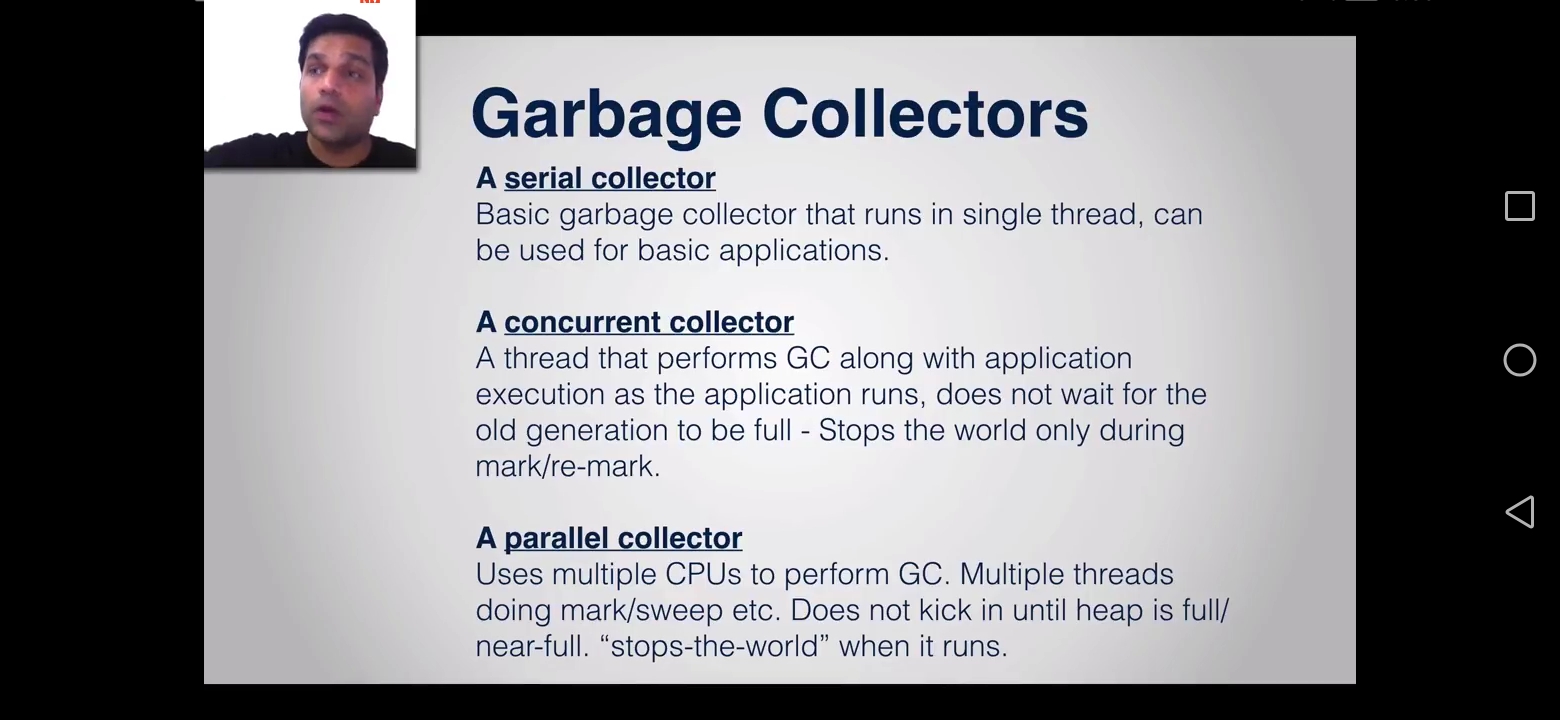 Garbage Collectors
A serial collector
Basic garbage collector that runs in single thread, can
be used for basic applications.
A concurrent collector
A thread that performs GC along with application
execution as the application runs, does not wait for the
old generation to be full - Stops the world only during
mark/re-mark.
A parallel collector
Uses multiple CPUs to perform GC. Multiple threads
doing mark/sweep etc. Does not kick in until heap is full/
near-full. “stops-the-world” when it runs.